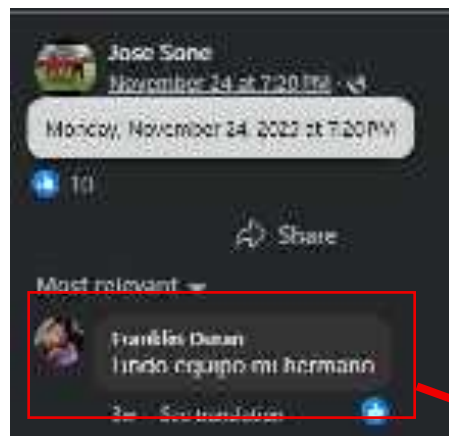 Jose Sone
November 24 at 7:20 PM ·
Monday, November 24, 2025 at 7:20 PM
10
Share
Most relevant
Franklin Duran
lindo equipo mi hermano
See translation